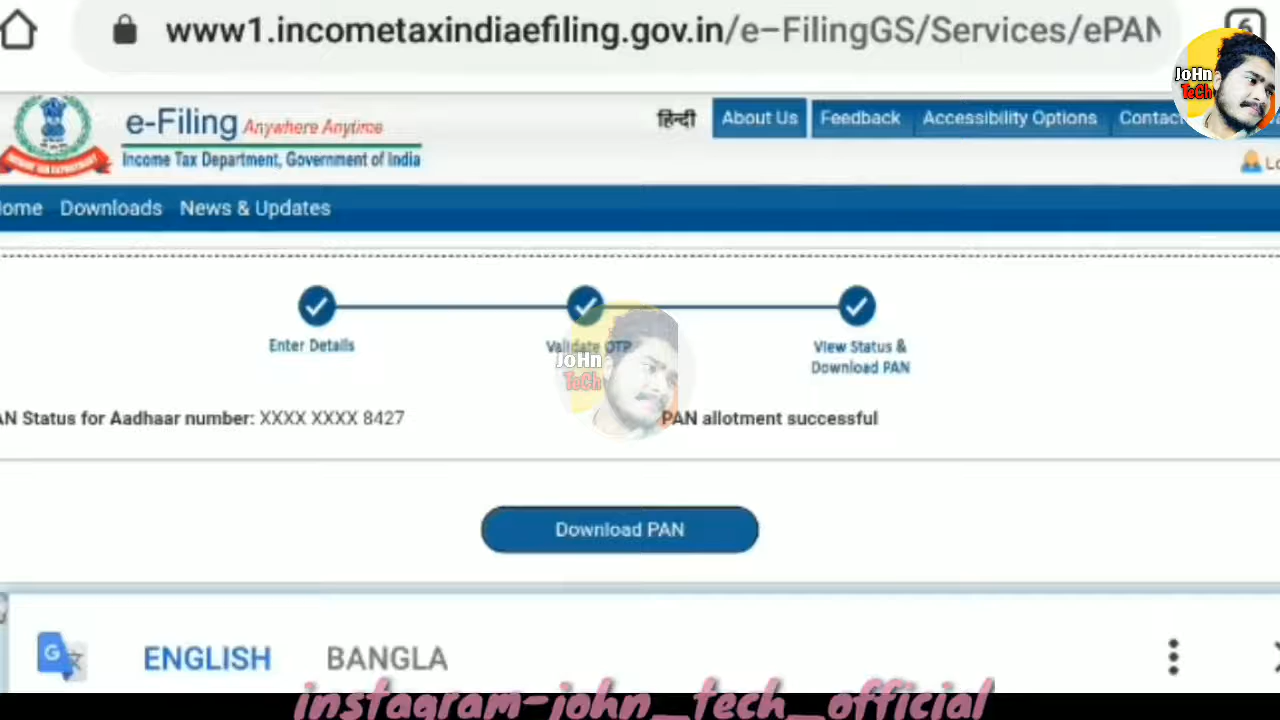 www1.incometaxindiaefiling.gov.in/e-FilingGS/Services/ePAN
6
JoHn
TeCh
e-Filing Anywhere Anytime
Income Tax Department, Government of India
हिन्दी About Us Feedback Accessibility Options Contact
Home Downloads News & Updates
Enter Details
Validate OTP
View Status &
Download PAN
JoHn
TeCh
AN Status for Aadhaar number: XXXX XXXX 8427 PAN allotment successful
Download PAN
G
ENGLISH BANGLA
instagram-john_tech_official